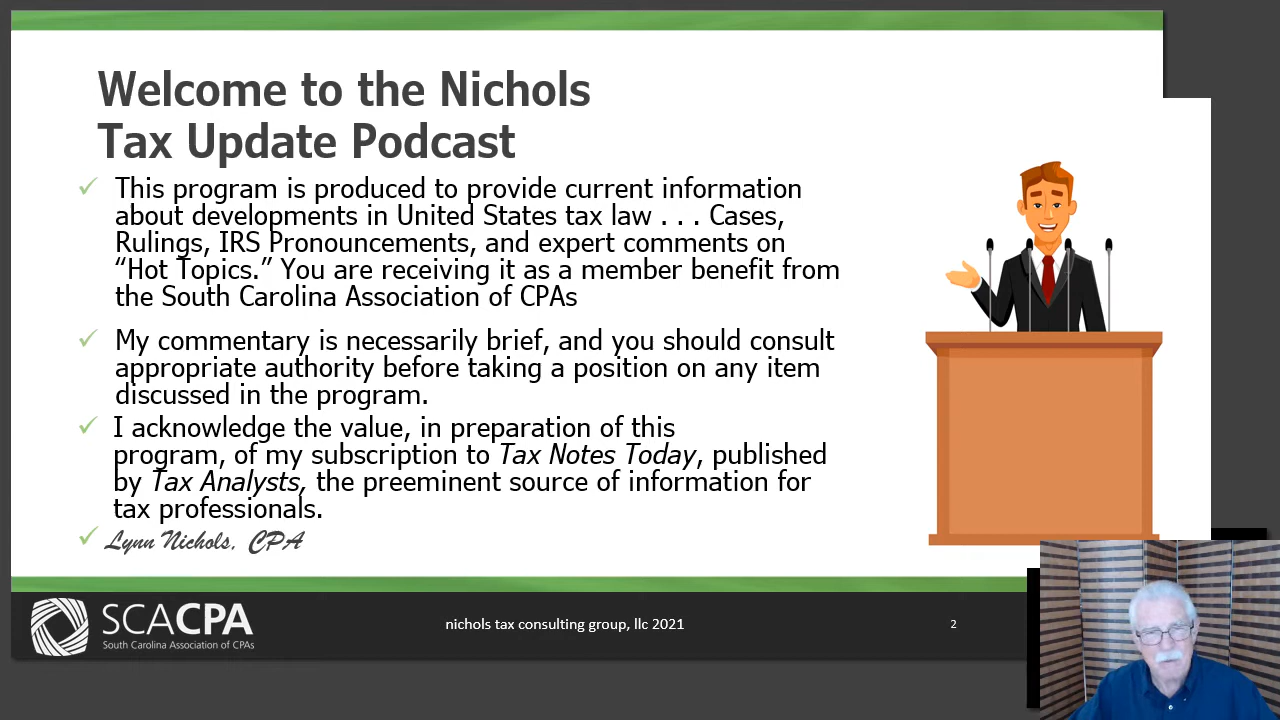 Welcome to the Nichols
Tax Update Podcast
This program is produced to provide current information
about developments in United States tax law . . . Cases,
Rulings, IRS Pronouncements, and expert comments on
“Hot Topics.” You are receiving it as a member benefit from
the South Carolina Association of CPAs
My commentary is necessarily brief, and you should consult
appropriate authority before taking a position on any item
discussed in the program.
I acknowledge the value, in preparation of this
program, of my subscription to Tax Notes Today, published
by Tax Analysts, the preeminent source of information for
tax professionals.
Lynn Nichols, CPA
SCACPA
South Carolina Association of CPAs
nichols tax consulting group, llc 2021
2